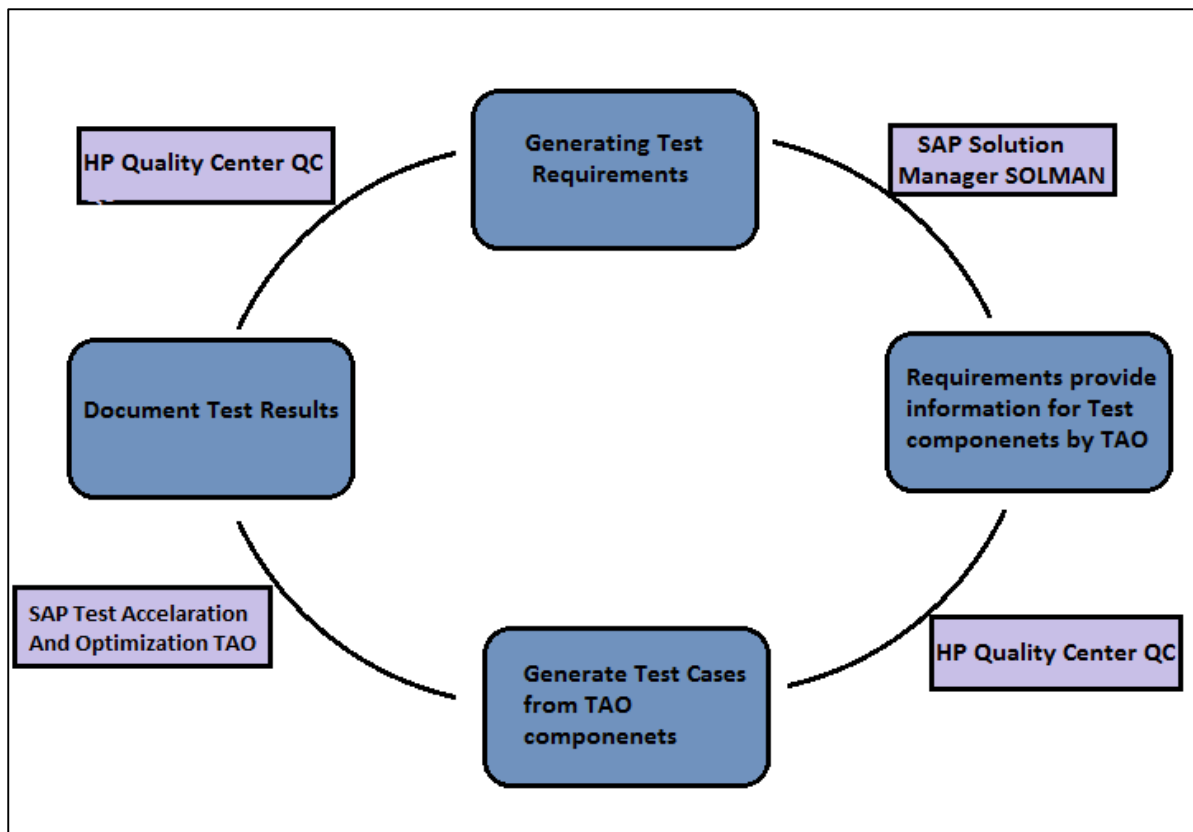 Generating Test
Requirements
HP Quality Center QC
SAP Solution
Manager SOLMAN
Document Test Results
Requirements provide
information for Test
componenets by TAO
SAP Test Accelaration
And Optimization TAO
HP Quality Center QC
Generate Test Cases
from TAO
componenets